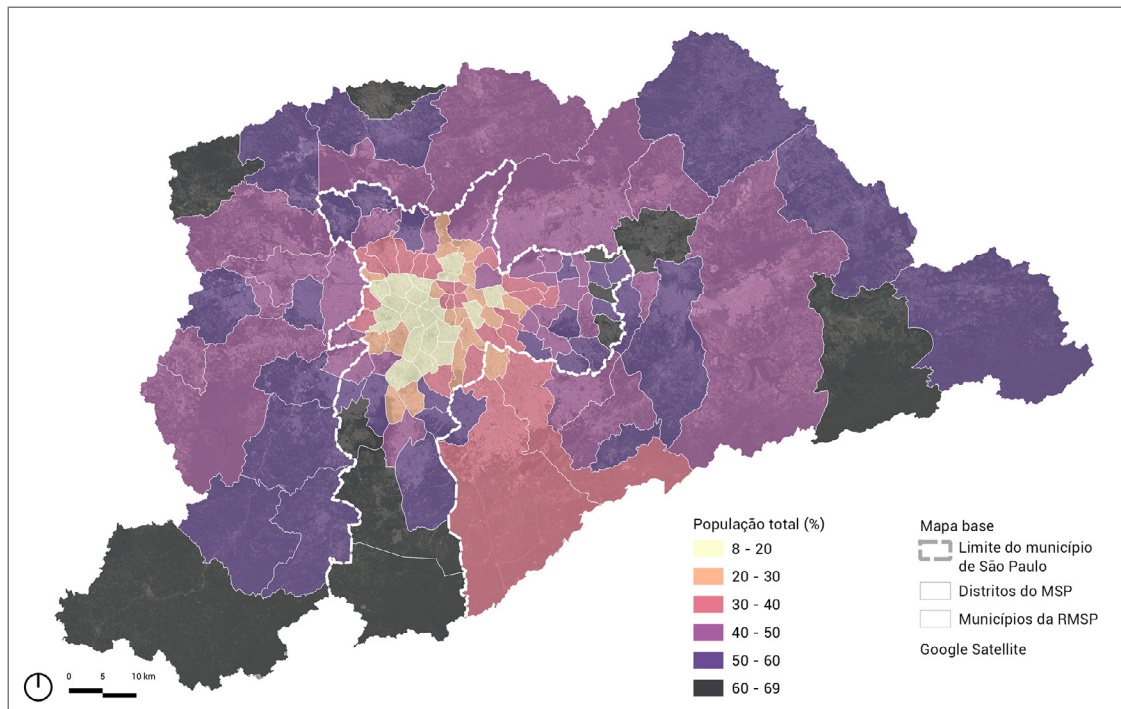 População total (%)
8 - 20
20 - 30
30 - 40
40 - 50
50 - 60
60 - 69
Mapa base
Limite do município
de São Paulo
Distritos do MSP
Municípios da RMSP
Google Satellite
0 5 10 km